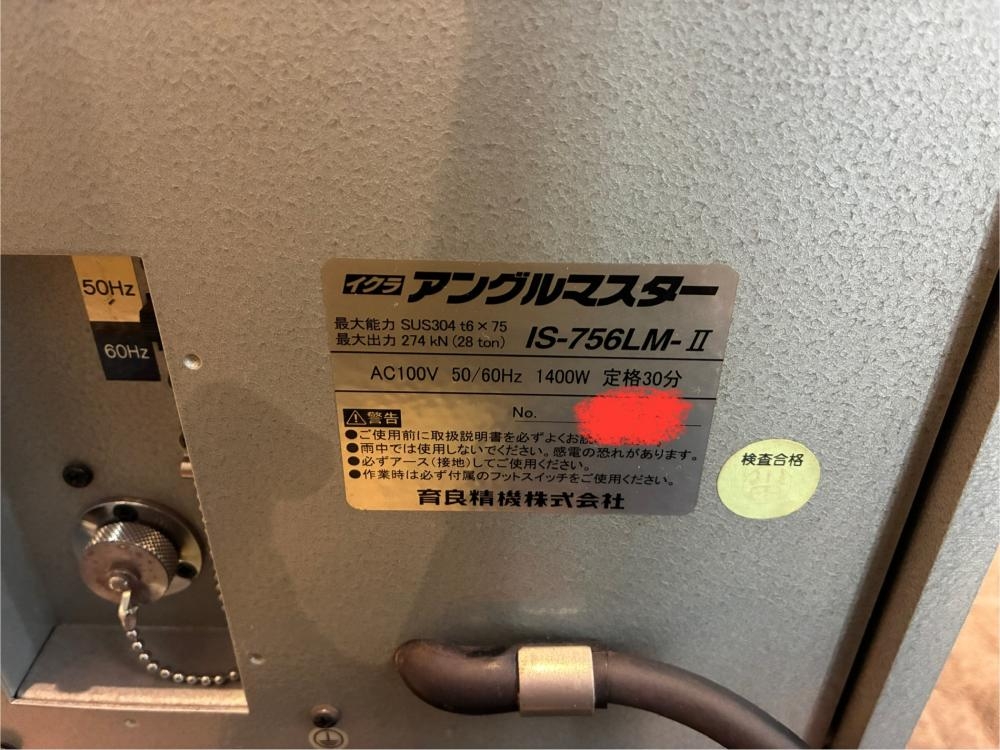 50Hz
60Hz
イクラ アングルマスター
最大能力 SUS304 t6×75
最大出力 274 kN (28 ton) IS-756LM-Ⅱ
AC100V 50/60Hz 1400W 定格30分
⚠警告 No.
●ご使用前に取扱説明書を必ずよくお読
●雨中では使用しないでください。感電の恐れがあります。
●必ずアース(接地)してご使用ください。
●作業時は必ず付属のフットスイッチをご使用ください。
育良精機株式会社
検査合格